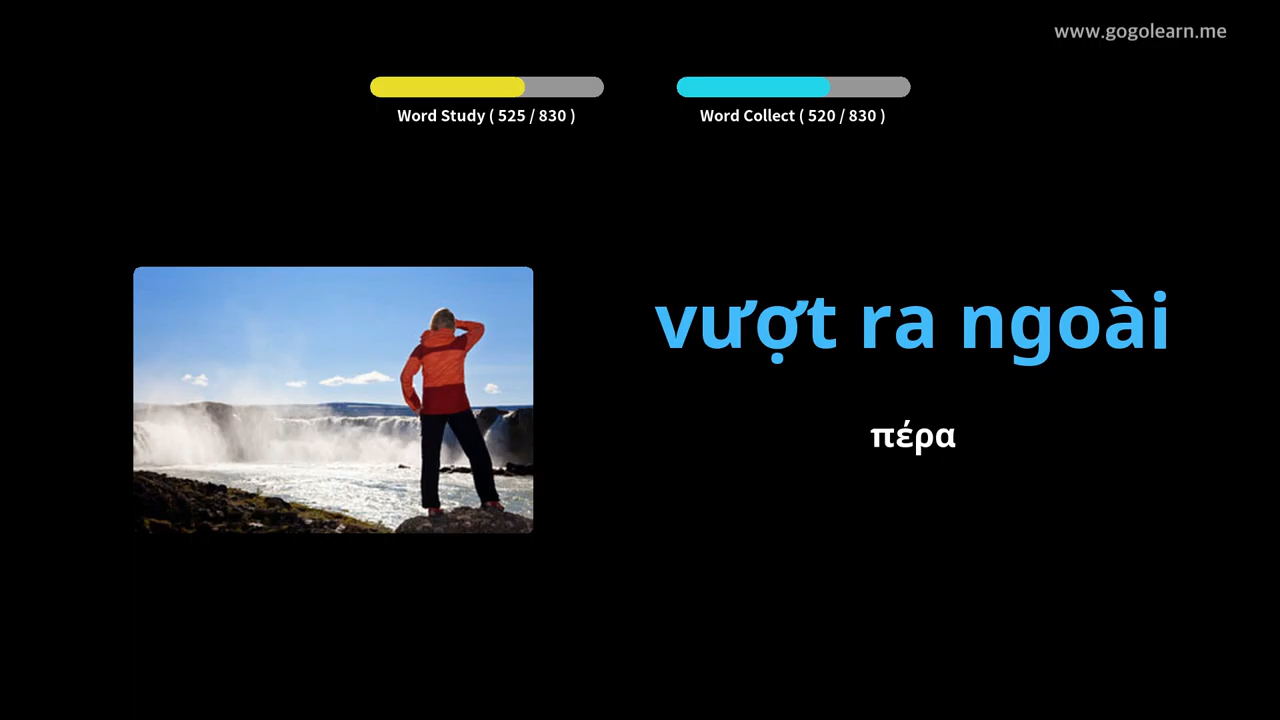 www.gogolearn.me
Word Study ( 525 / 830 )
Word Collect ( 520 / 830 )
vượt ra ngoài
πέρα